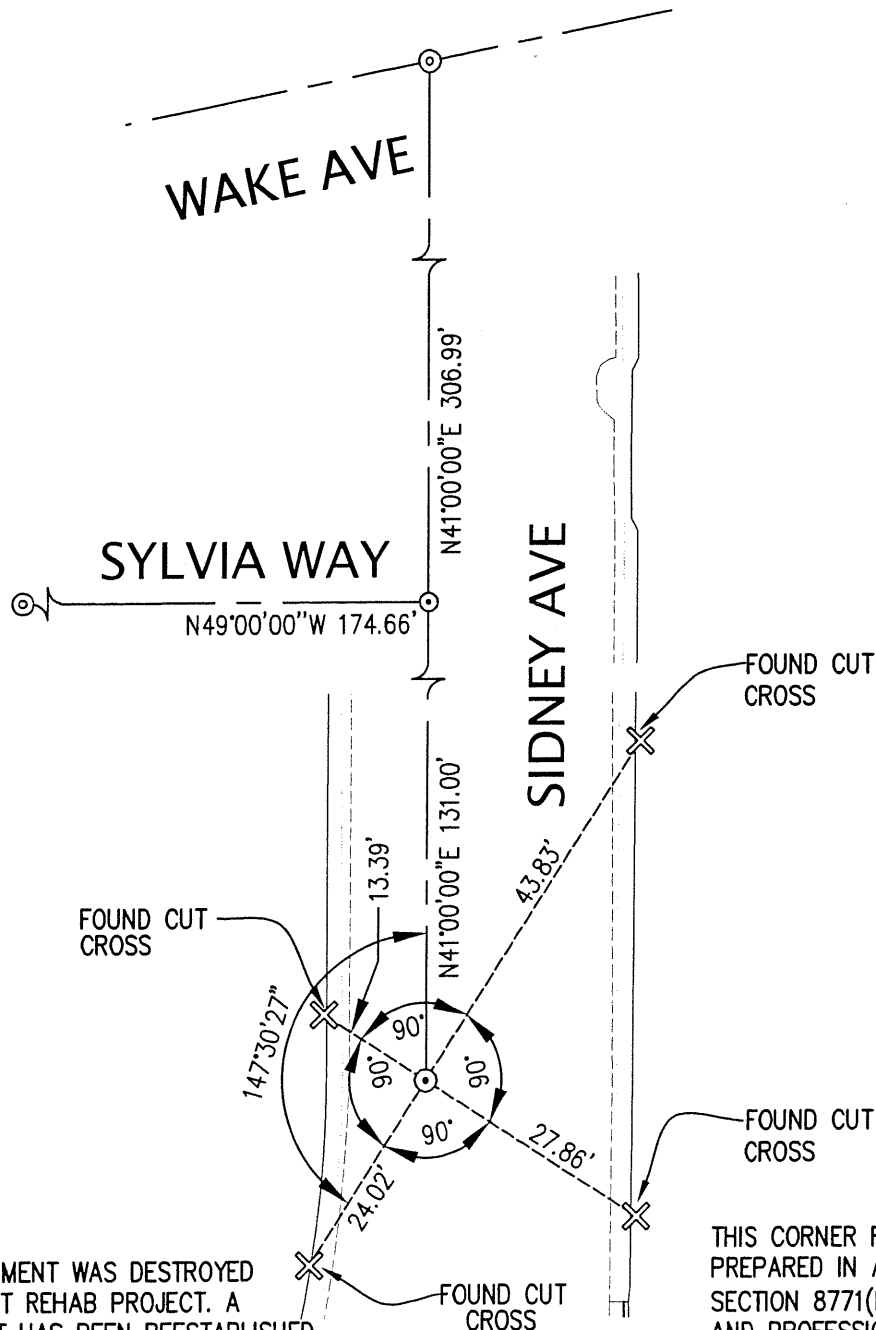 WAKE AVE
N41°00'00"E 306.99'
SYLVIA WAY
N49°00'00"W 174.66'
SIDNEY AVE
FOUND CUT
CROSS
43.83'
N41°00'00"E 131.00'
13.39'
FOUND CUT
CROSS
147°30'27"
90°
90°
90°
90°
27.86'
24.02'
FOUND CUT
CROSS
FOUND CUT
CROSS
MENT WAS DESTROYED
T REHAB PROJECT. A
THIS CORNER
PREPARED IN
SECTION 8771